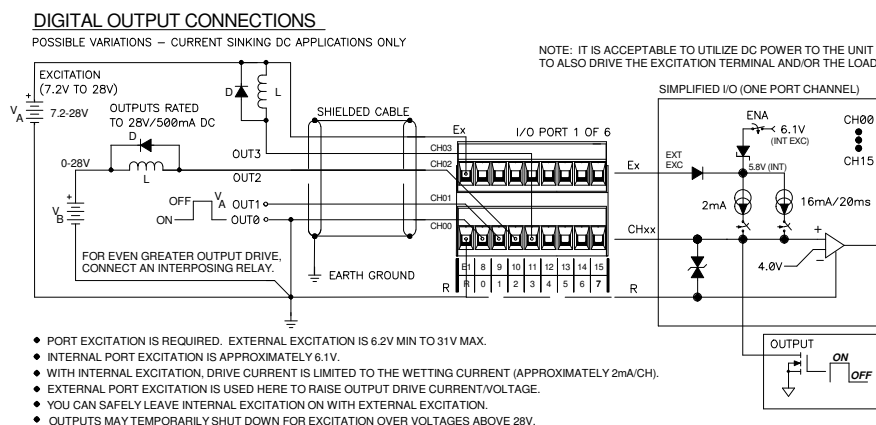 DIGITAL OUTPUT CONNECTIONS
POSSIBLE VARIATIONS – CURRENT SINKING DC APPLICATIONS ONLY
NOTE: IT IS ACCEPTABLE TO UTILIZE DC POWER TO THE UNIT
TO ALSO DRIVE THE EXCITATION TERMINAL AND/OR THE LOAD
EXCITATION
(7.2V TO 28V)
VA
7.2-28V
OUTPUTS RATED
TO 28V/500mA DC
D
L
D
L
0-28V
VB
OUT3
OUT2
OFF
VA
OUT1
ON
OUT0
SHIELDED CABLE
FOR EVEN GREATER OUTPUT DRIVE,
CONNECT AN INTERPOSING RELAY.
EARTH GROUND
Ex
I/O PORT 1 OF 6
CH03
CH02
CH01
CH00
Ex
CHxx
E1 8 9 10 11 12 13 14 15
R 0 1 2 3 4 5 6 7
R
R
SIMPLIFIED I/O (ONE PORT CHANNEL)
ENA
6.1V
(INT EXC)
CH00
CH15
EXT
EXC
5.8V (INT)
2mA
16mA/20ms
+
−
4.0V
OUTPUT
ON
OFF
• PORT EXCITATION IS REQUIRED. EXTERNAL EXCITATION IS 6.2V MIN TO 31V MAX.
• INTERNAL PORT EXCITATION IS APPROXIMATELY 6.1V.
• WITH INTERNAL EXCITATION, DRIVE CURRENT IS LIMITED TO THE WETTING CURRENT (APPROXIMATELY 2mA/CH).
• EXTERNAL PORT EXCITATION IS USED HERE TO RAISE OUTPUT DRIVE CURRENT/VOLTAGE.
• YOU CAN SAFELY LEAVE INTERNAL EXCITATION ON WITH EXTERNAL EXCITATION.
• OUTPUTS MAY TEMPORARILY SHUT DOWN FOR EXCITATION OVER VOLTAGES ABOVE 28V.